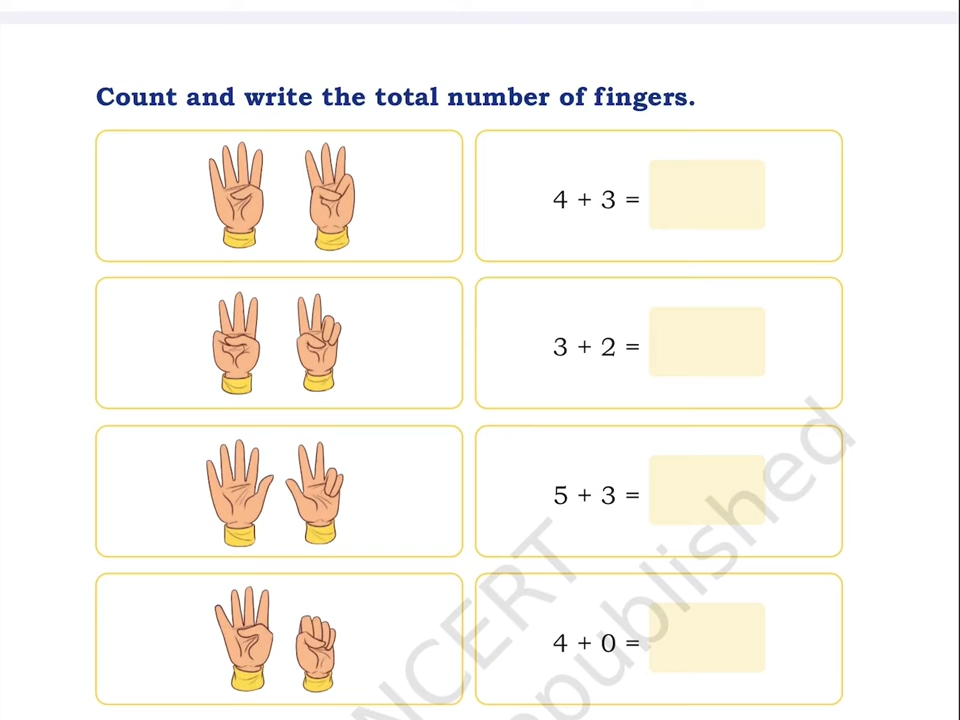 Count and write the total number of fingers.
4 + 3 =
3 + 2 =
5 + 3 =
4 + 0 =
NCERT
published